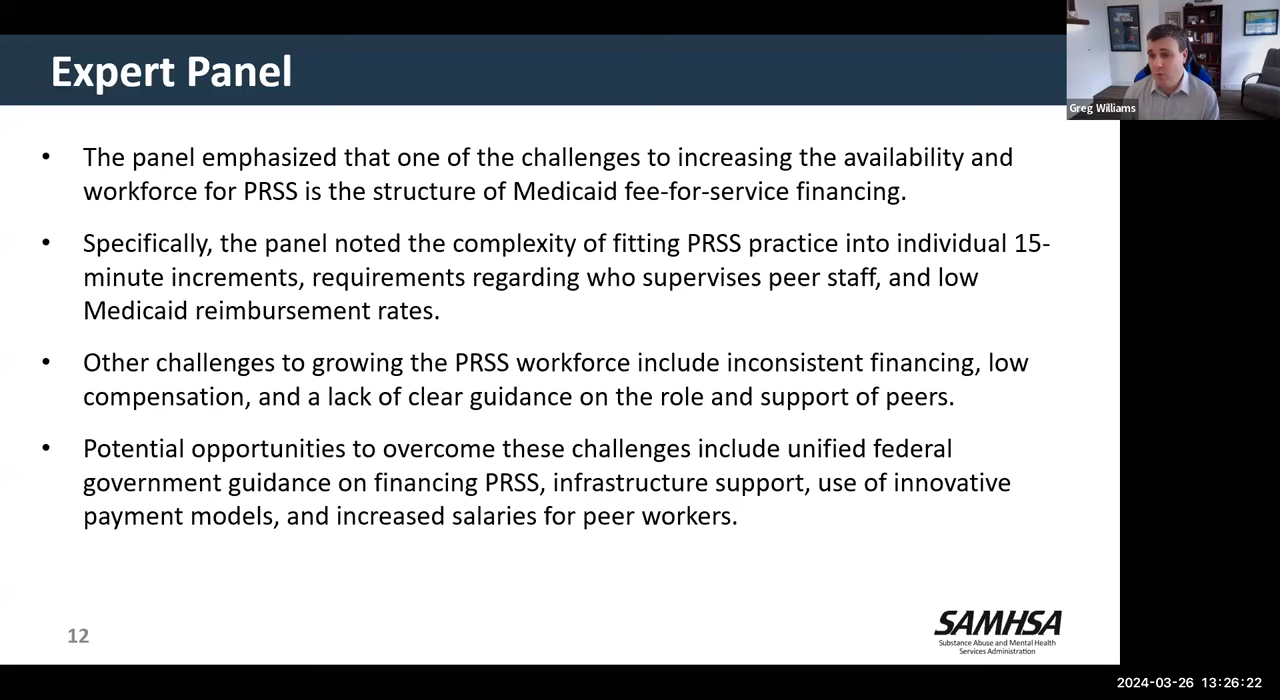 Expert Panel
Greg Williams
• The panel emphasized that one of the challenges to increasing the availability and
workforce for PRSS is the structure of Medicaid fee-for-service financing.
• Specifically, the panel noted the complexity of fitting PRSS practice into individual 15-
minute increments, requirements regarding who supervises peer staff, and low
Medicaid reimbursement rates.
• Other challenges to growing the PRSS workforce include inconsistent financing, low
compensation, and a lack of clear guidance on the role and support of peers.
• Potential opportunities to overcome these challenges include unified federal
government guidance on financing PRSS, infrastructure support, use of innovative
payment models, and increased salaries for peer workers.
12
SAMHSA
Substance Abuse and Mental Health
Services Administration
2024-03-26 13:26:22